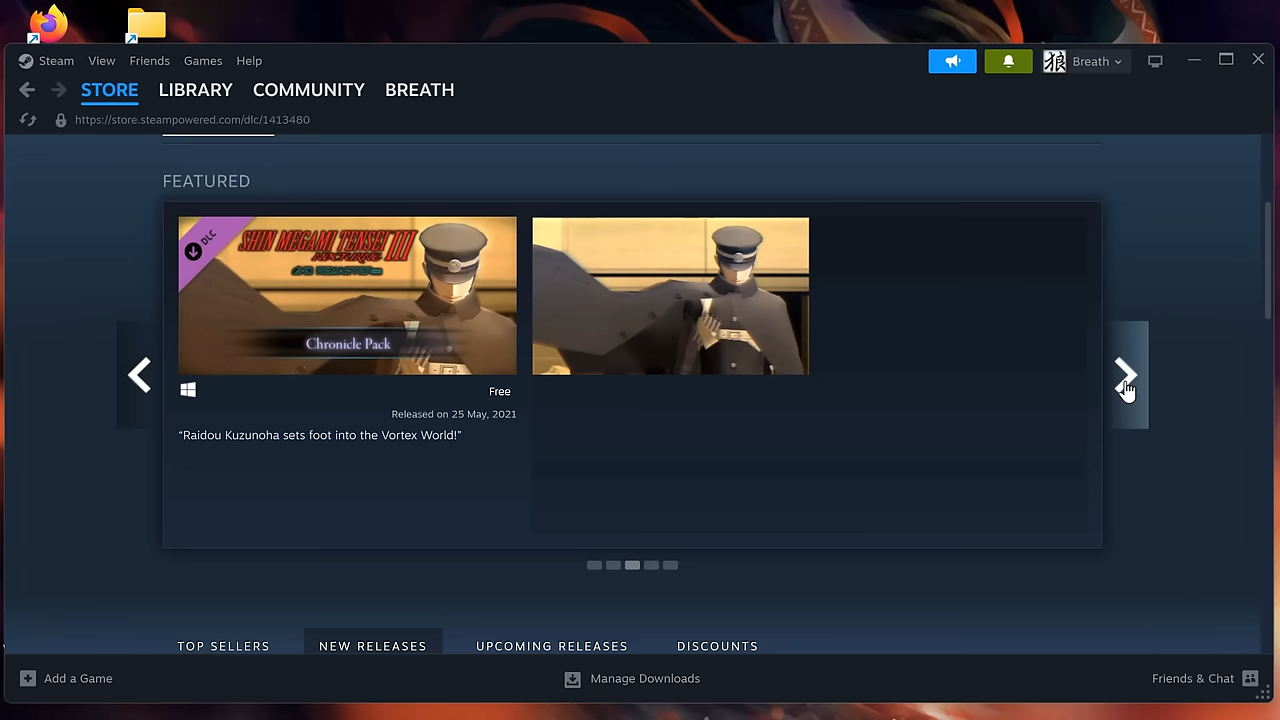 Steam View Friends Games Help
狼 Breath
STORE LIBRARY COMMUNITY BREATH
https://store.steampowered.com/dlc/1413480
FEATURED
DLC
SHIN MEGAMI TENSEI III
NOCTURNE
HD REMASTER
Chronicle Pack
Free
Released on 25 May, 2021
“Raidou Kuzunoha sets foot into the Vortex World!”
TOP SELLERS NEW RELEASES UPCOMING RELEASES DISCOUNTS
Add a Game Manage Downloads Friends & Chat